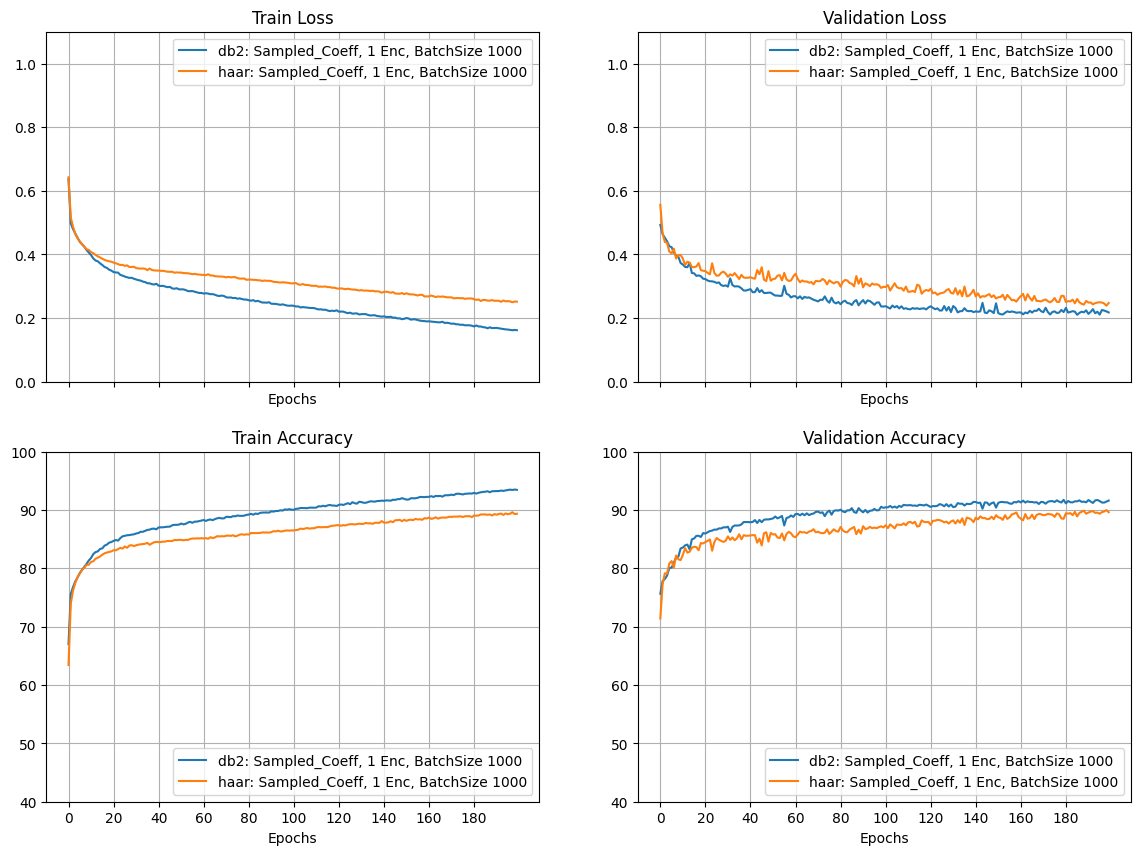 Train Loss
db2: Sampled_Coeff, 1 Enc, BatchSize 1000
haar: Sampled_Coeff, 1 Enc, BatchSize 1000
1.0
0.8
0.6
0.4
0.2
0.0
Epochs
Validation Loss
db2: Sampled_Coeff, 1 Enc, BatchSize 1000
haar: Sampled_Coeff, 1 Enc, BatchSize 1000
1.0
0.8
0.6
0.4
0.2
0.0
Epochs
Train Accuracy
100
90
80
70
60
50
40
db2: Sampled_Coeff, 1 Enc, BatchSize 1000
haar: Sampled_Coeff, 1 Enc, BatchSize 1000
0 20 40 60 80 100 120 140 160 180
Epochs
Validation Accuracy
100
90
80
70
60
50
40
db2: Sampled_Coeff, 1 Enc, BatchSize 1000
haar: Sampled_Coeff, 1 Enc, BatchSize 1000
0 20 40 60 80 100 120 140 160 180
Epochs